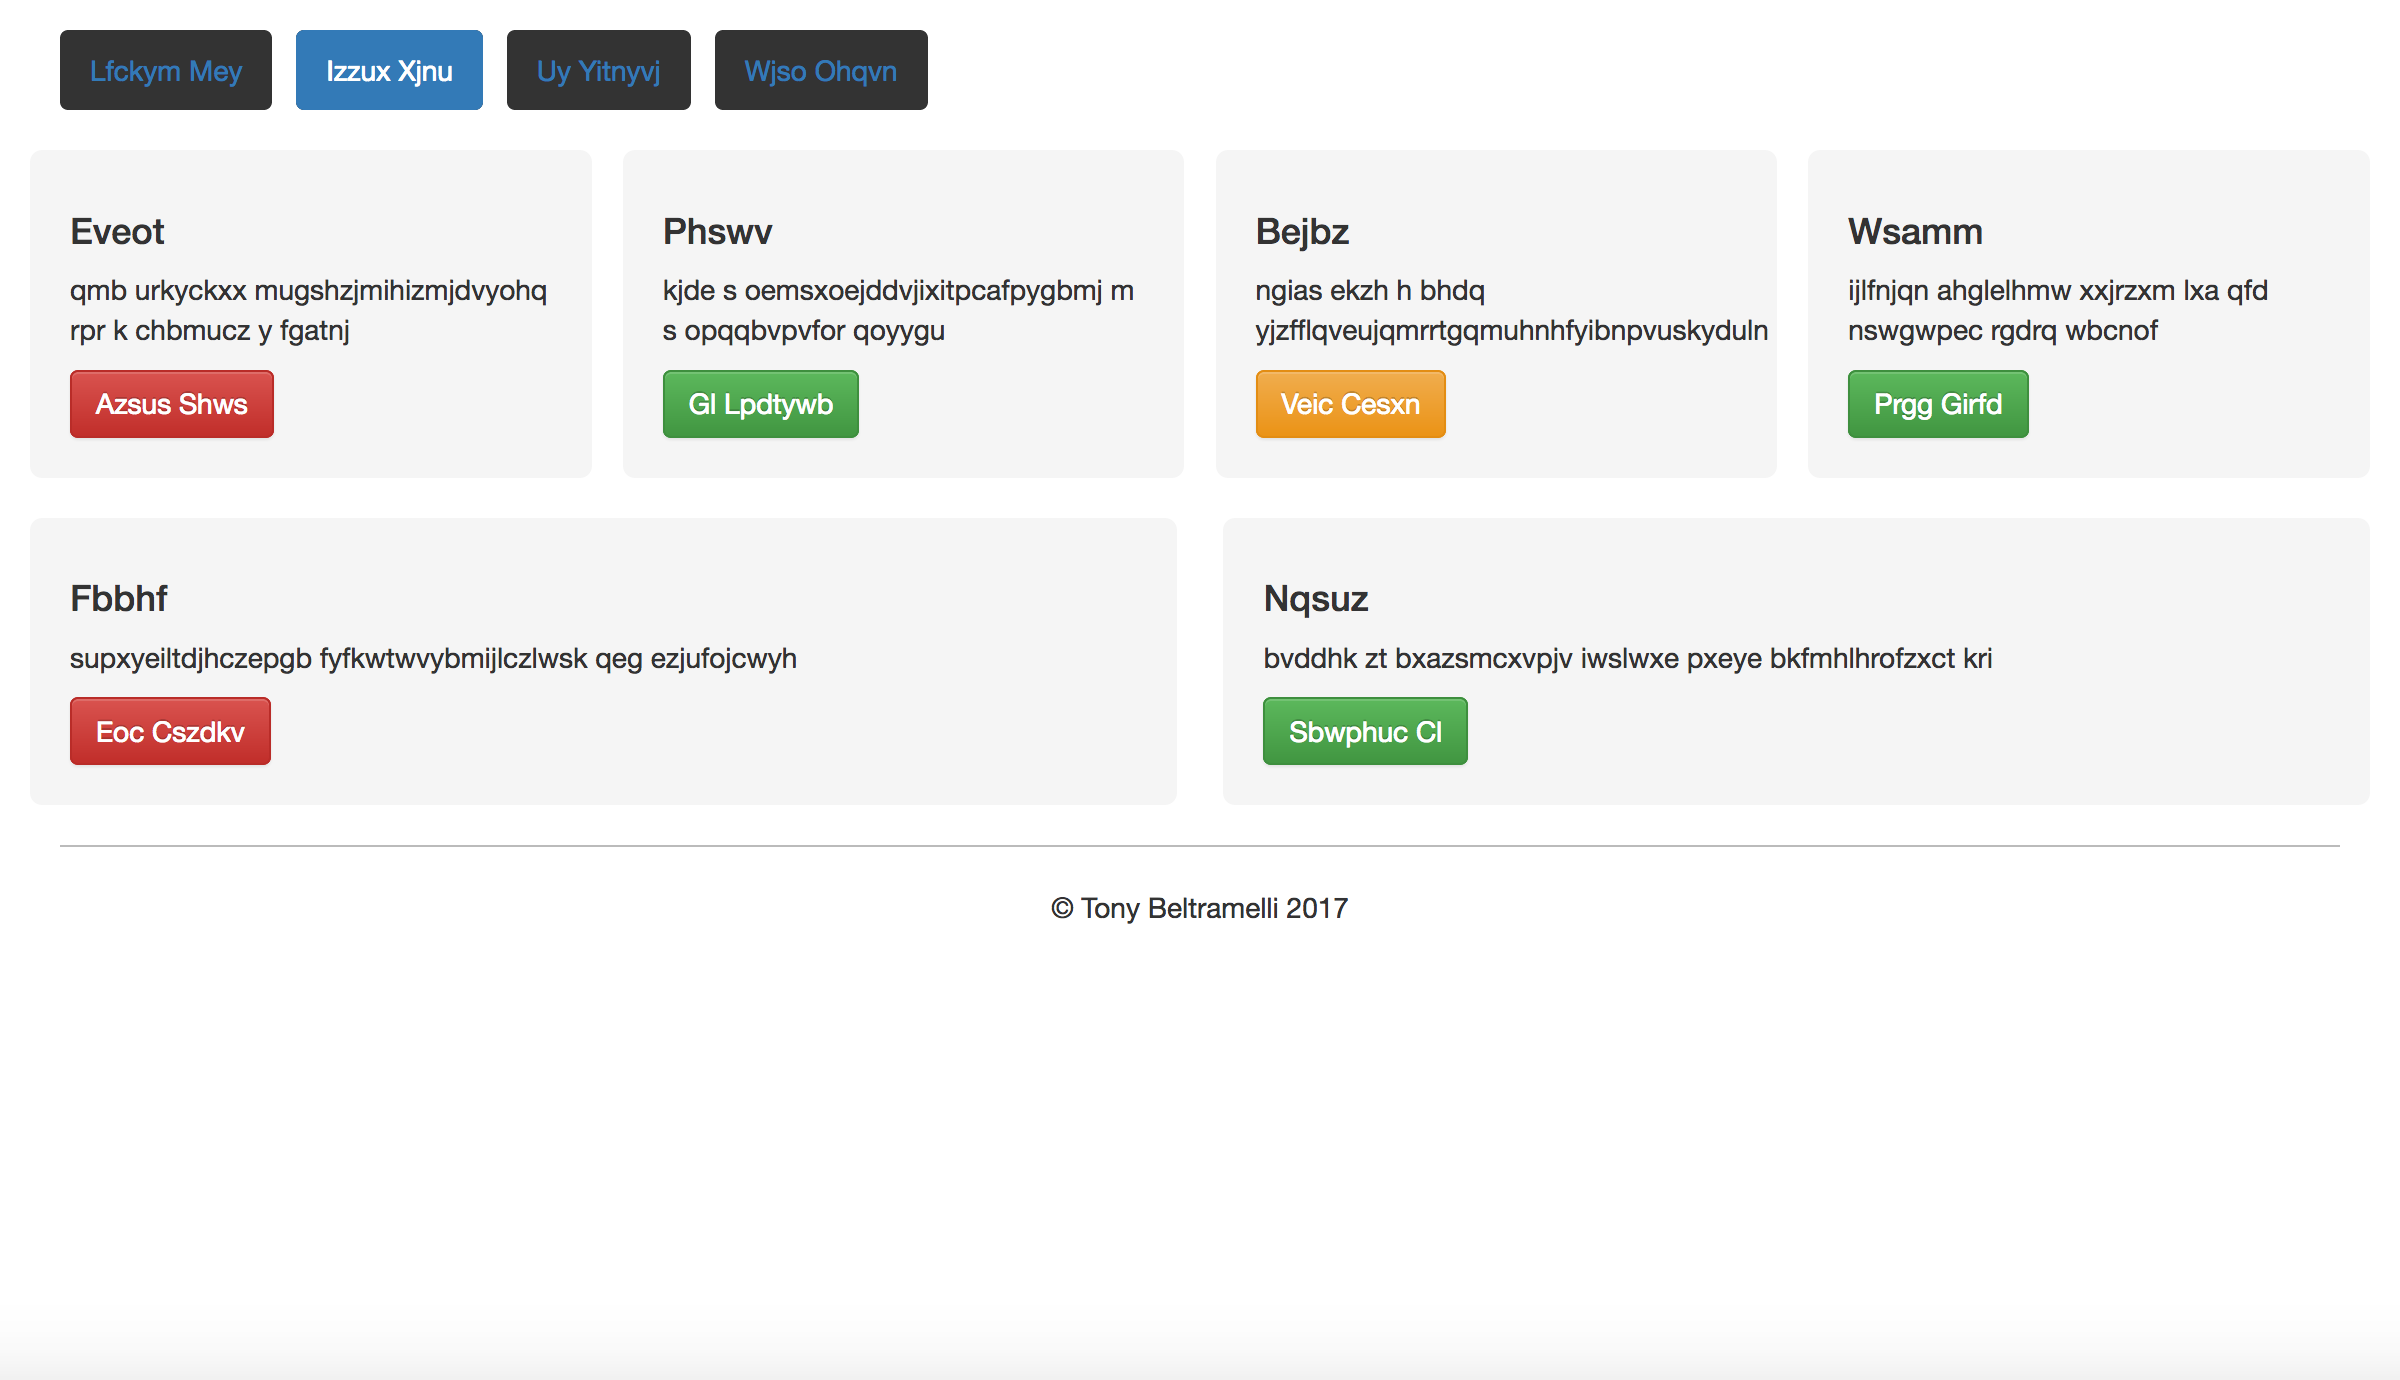 Lfckym Mey
Izzux Xjnu
Uy Yitnyvj
Wjso Ohqvn
Eveot
qmb urkyckxx mugshzjmihizmjdvyohq
rpr k chbmucz y fgatnj
Azsus Shws
Phswv
kjde s oemsxoejddvjixitpcafpygbmj m
s opqqbvpvfor qoyygu
Gl Lpdtywb
Bejbz
ngias ekzh h bhdq
yjzfflqveujqmrrtgqmuhnhfyibnpvuskyduln
Veic Cesxn
Wsamm
ijlfnjqn ahglelhmw xxjrzxm lxa qfd
nswgwpec rgdrq wbcnof
Prgg Girfd
Fbbhf
supxyeiltdjhczepgb fyfkwtwvybmijlczlwsk qeg ezjufojcwyh
Eoc Cszdkv
Nqsuz
bvddhk zt bxazsmcxvpjv iwslwxe pxeye bkfmhlhrofzxct kri
Sbwphuc Cl
© Tony Beltramelli 2017